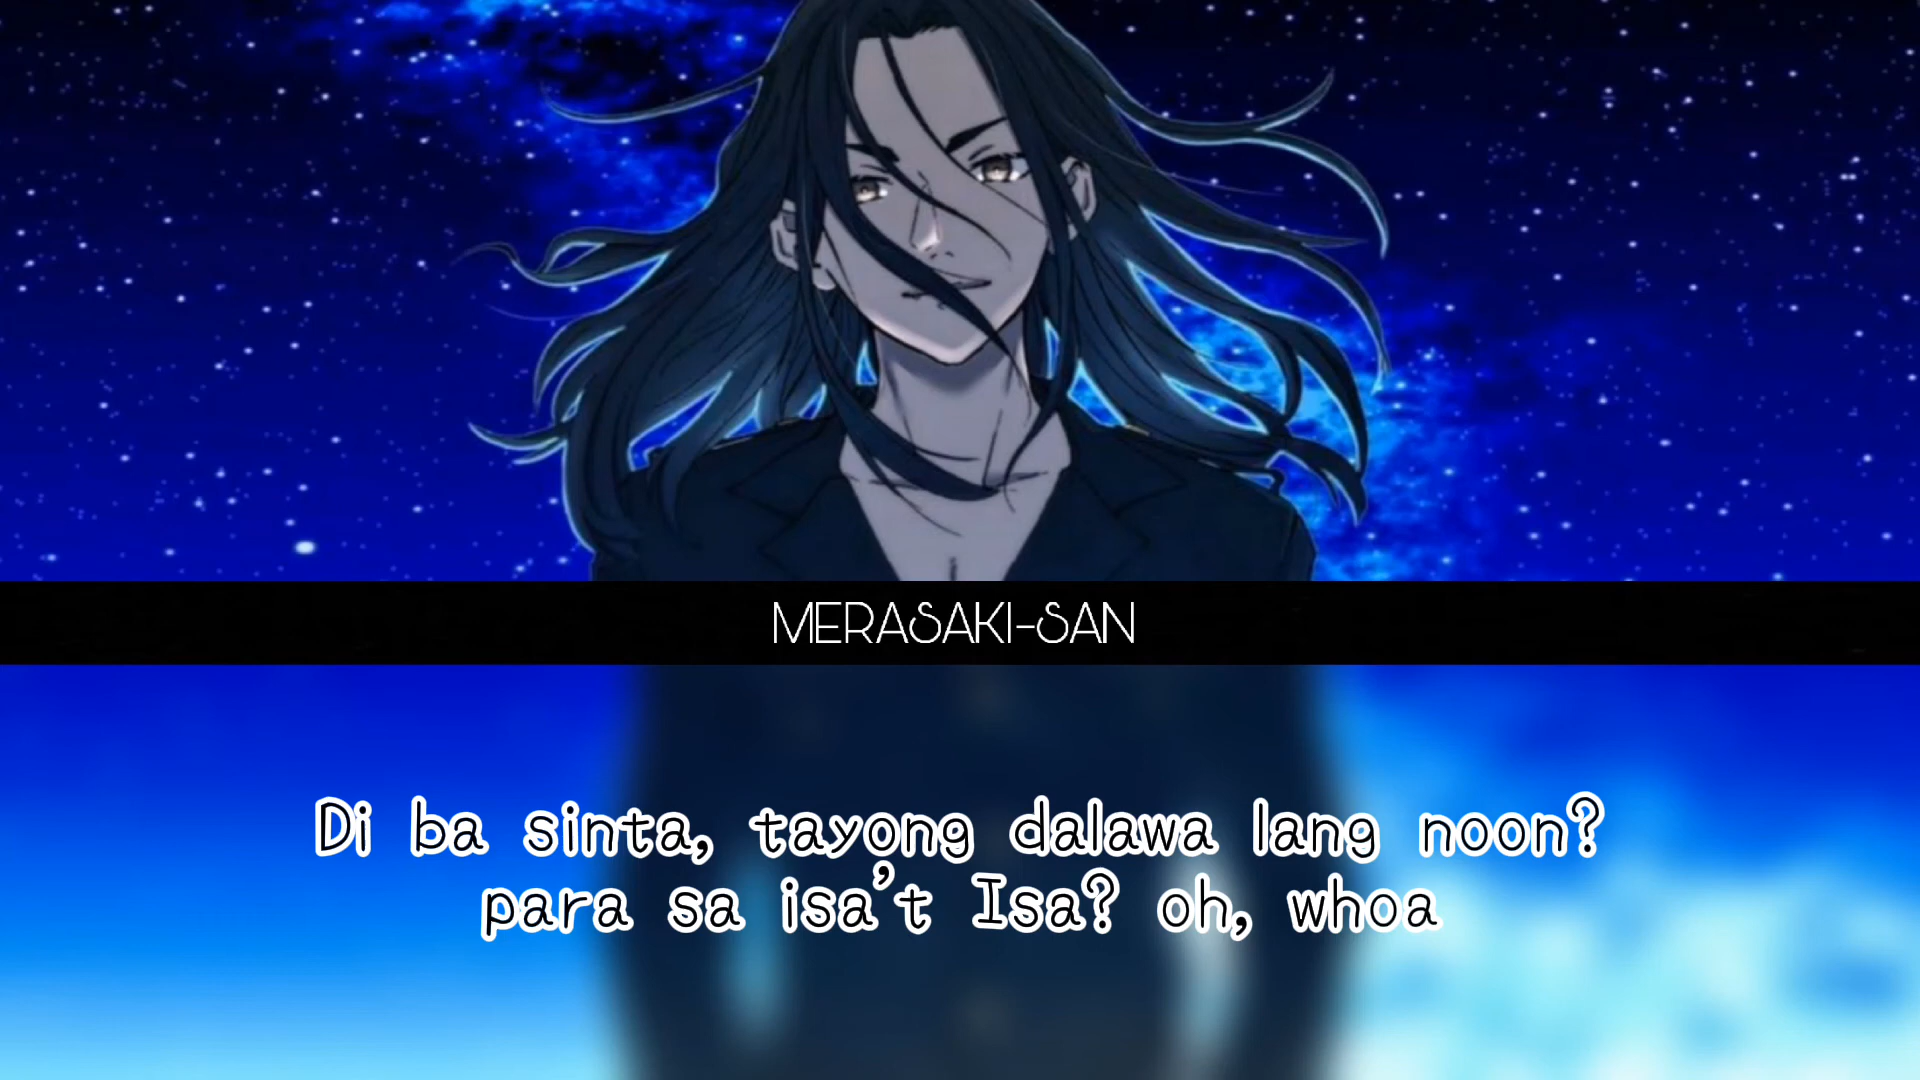 MERASAKI-SAN
Di ba sinta, tayong dalawa lang noon?
para sa isa't Isa? oh, whoa